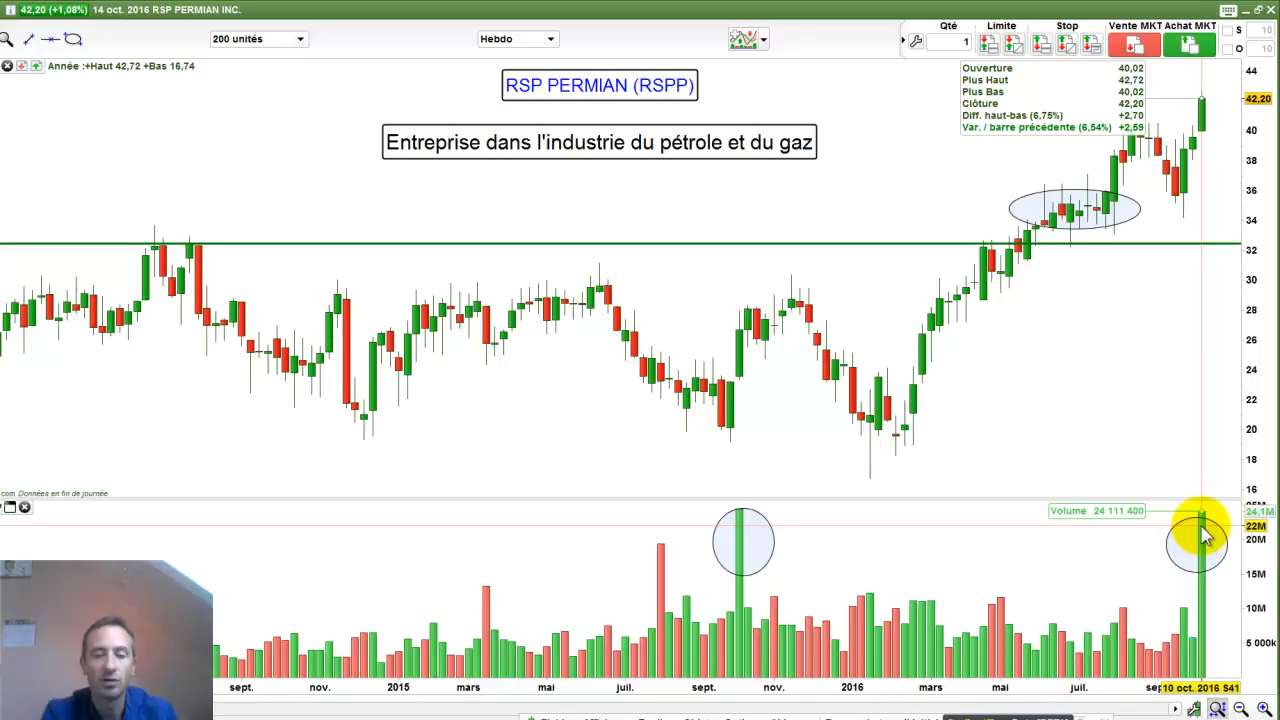 42,20 (+1,08%) 14 oct. 2016 RSP PERMIAN INC.
200 unités
Hebdo
Qté
1
Limite
Stop
Vente MKT
Achat MKT
S
10
O
10
Année :+Haut 42,72 +Bas 16,74
RSP PERMIAN (RSPP)
Entreprise dans l'industrie du pétrole et du gaz
Ouverture 40,02
Plus Haut 42,72
Plus Bas 40,02
Clôture 42,20
Diff. haut-bas (6,75%) +2,70
Var. / barre précédente (6,54%) +2,59
44
42,20
40
38
36
34
32
30
28
26
24
22
20
18
16
com Données en fin de journée
Volume 24 111 400
24.1M
22M
20M
15M
10M
5 000k
sept.
nov.
2015
mars
mai
juil.
sept.
nov.
2016
mars
mai
juil.
sep
10 oct. 2016 S41